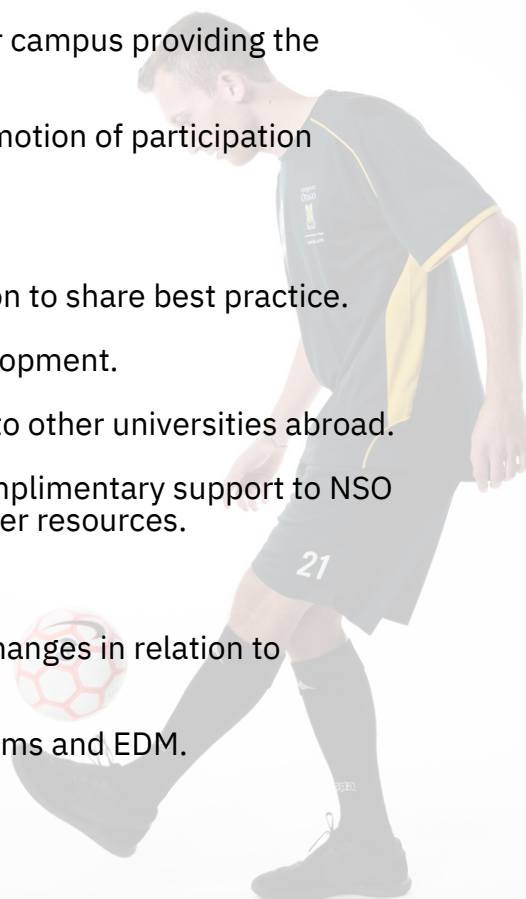 r campus providing the
motion of participation
on to share best practice.
opment.
to other universities abroad.
mplimentary support to NSO
er resources.
21
hanges in relation to
ms and EDM.